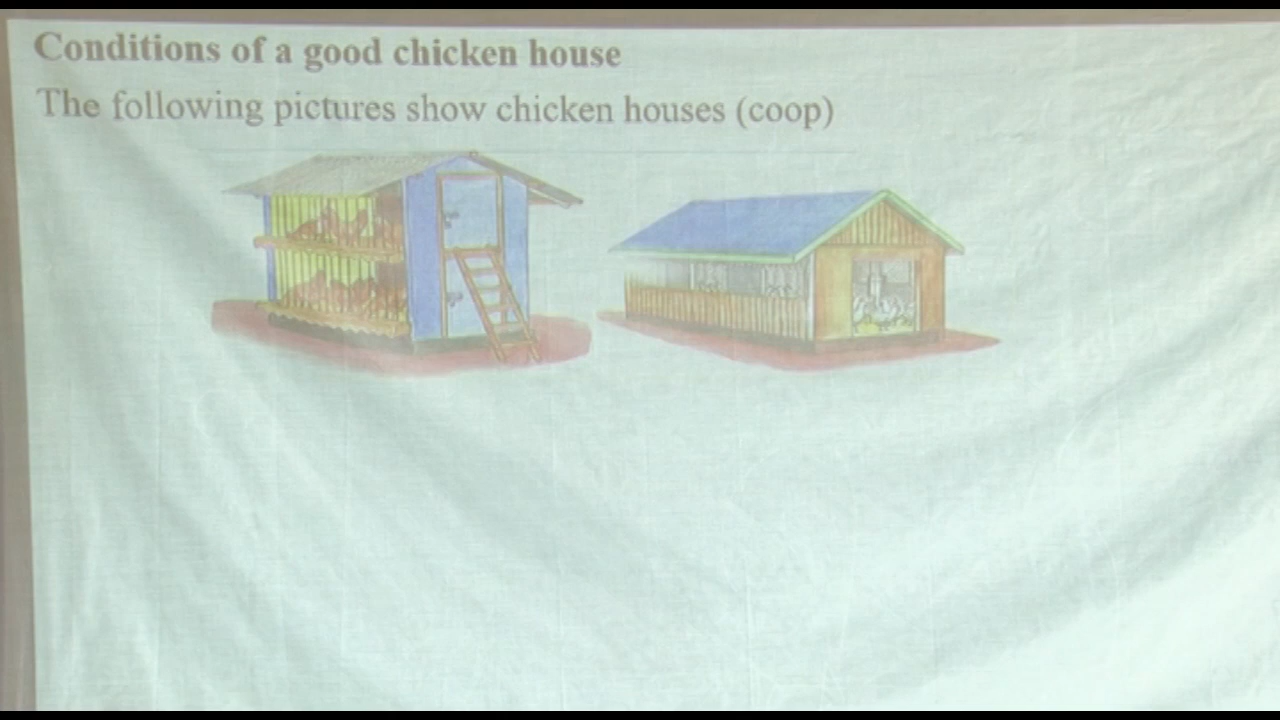 Conditions of a good chicken house
The following pictures show chicken houses (coop)